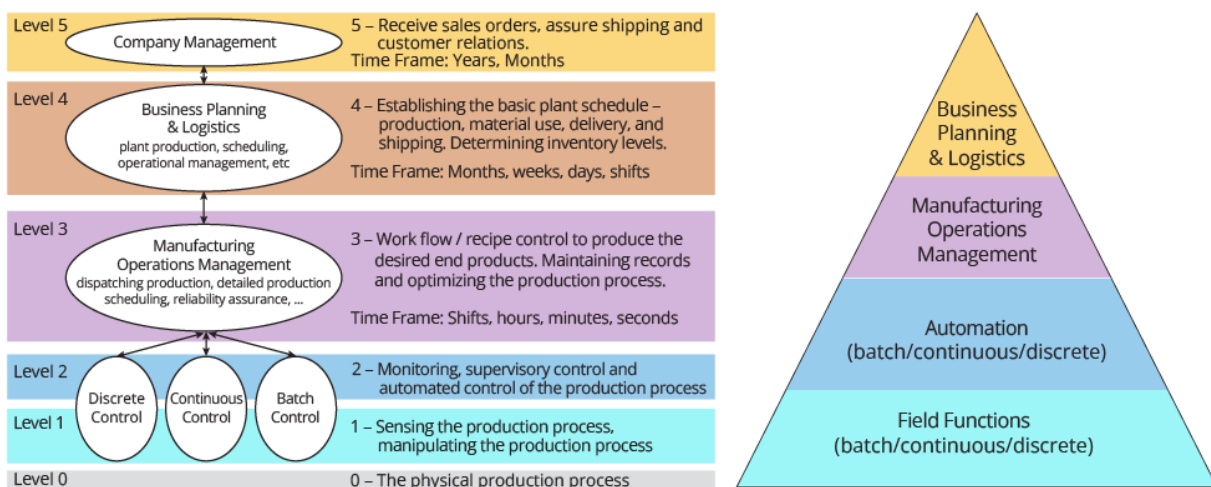 Level 5
Company Management
5 – Receive sales orders, assure shipping and
customer relations.
Time Frame: Years, Months
Level 4
Business Planning
& Logistics
plant production, scheduling,
operational management, etc
4 – Establishing the basic plant schedule –
production, material use, delivery, and
shipping. Determining inventory levels.
Time Frame: Months, weeks, days, shifts
Level 3
Manufacturing
Operations Management
dispatching production, detailed production
scheduling, reliability assurance, ...
3 – Work flow / recipe control to produce the
desired end products. Maintaining records
and optimizing the production process.
Time Frame: Shifts, hours, minutes, seconds
Level 2
Discrete
Control
Continuous
Control
Batch
Control
2 – Monitoring, supervisory control and
automated control of the production process
Level 1
1 – Sensing the production process,
manipulating the production process
Level 0
0 – The physical production process
Business
Planning
& Logistics
Manufacturing
Operations
Management
Automation
(batch/continuous/discrete)
Field Functions
(batch/continuous/discrete)